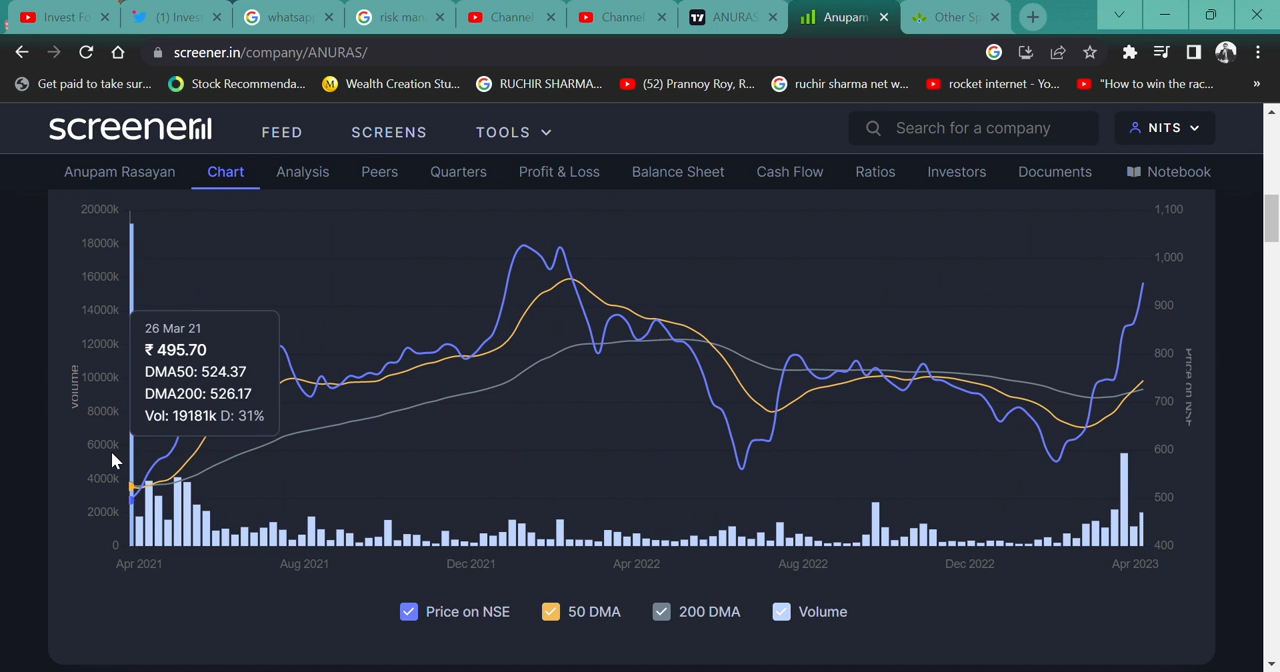 Invest Fo
(1) Invest
whatsapp
risk man
Channel
Channel
ANURAS
Anupam
Other Sp
screener.in/company/ANURAS/
Get paid to take sur...
Stock Recommenda...
Wealth Creation Stu...
RUCHIR SHARMA...
(52) Prannoy Roy, R...
ruchir sharma net w...
rocket internet - Yo...
"How to win the rac...
»
screener
FEED
SCREENS
TOOLS
Search for a company
NITS
Anupam Rasayan
Chart
Analysis
Peers
Quarters
Profit & Loss
Balance Sheet
Cash Flow
Ratios
Investors
Documents
Notebook
20000k
18000k
16000k
14000k
12000k
10000k
8000k
6000k
4000k
2000k
0
Volume
26 Mar 21
₹ 495.70
DMA50: 524.37
DMA200: 526.17
Vol: 19181k D: 31%
1,100
1,000
900
800
700
600
500
400
Apr 2021
Aug 2021
Dec 2021
Apr 2022
Aug 2022
Dec 2022
Apr 2023
Price on NSE
50 DMA
200 DMA
Volume